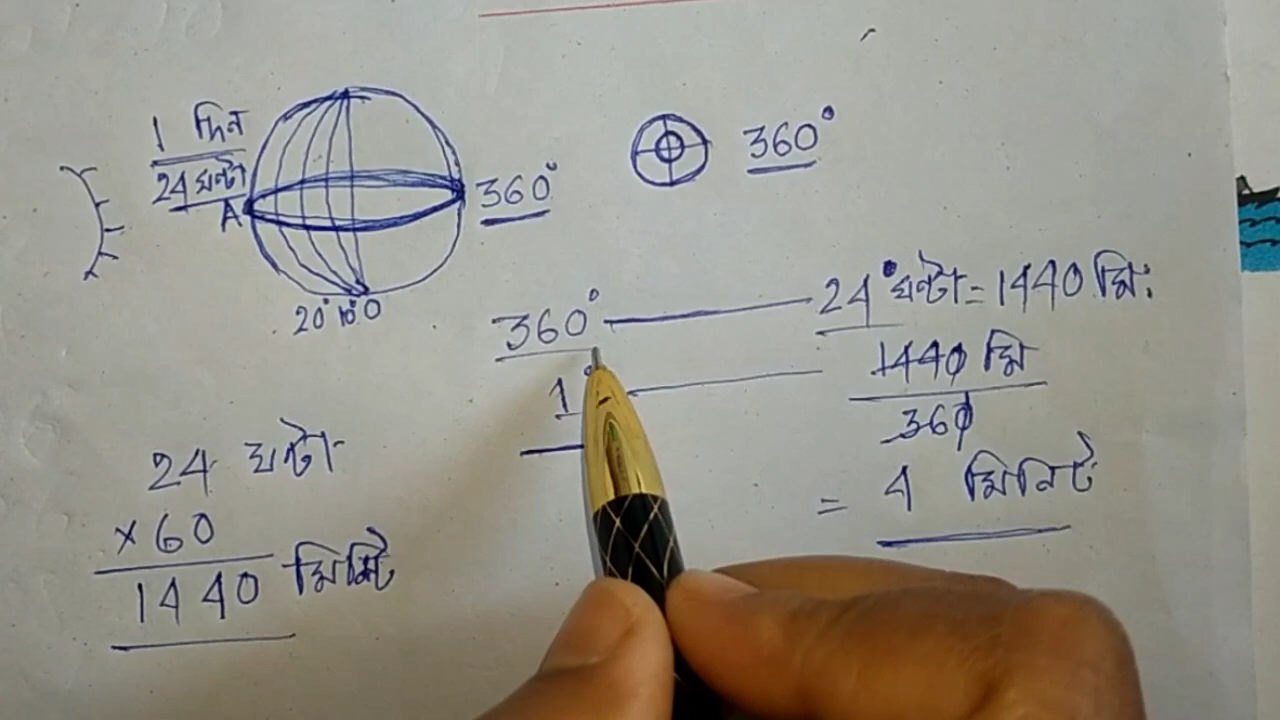 1 দিন
24 ঘন্টা
A
360°
20° 10° 0
360°
360°
24 ঘন্টা = 1440 মি:
1°
1440 মি
360
= 4 মিনিট
24 ঘন্টা
× 60
1440 মিনিট